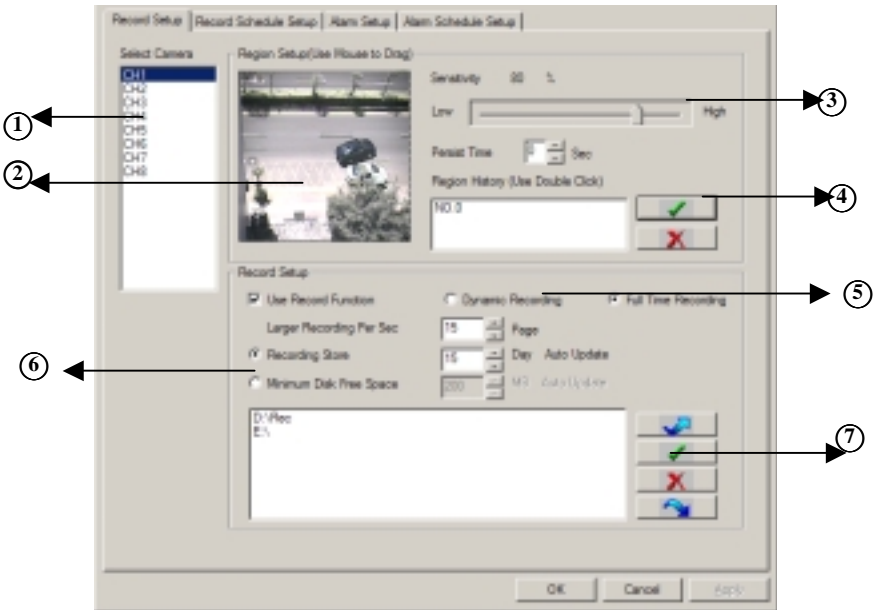 Record Setup
Record Schedule Setup
Alarm Setup
Alarm Schedule Setup
Select Camera
CH1
CH2
CH3
CH5
CH6
CH7
CH8
Region Setup(Use Mouse to Drag)
Sensitivity 80 %
Low
High
Persist Time
Sec
Region History (Use Double Click)
NO.0
Record Setup
Use Record Function
Dynamic Recording
Full Time Recording
Larger Recording Per Sec 15 Page
Recording Store 15 Day Auto Update
Minimum Disk Free Space 200 MB Auto Update
D:\Rec
E:\
OK
Cancel
Apply
1
2
3
4
5
6
7